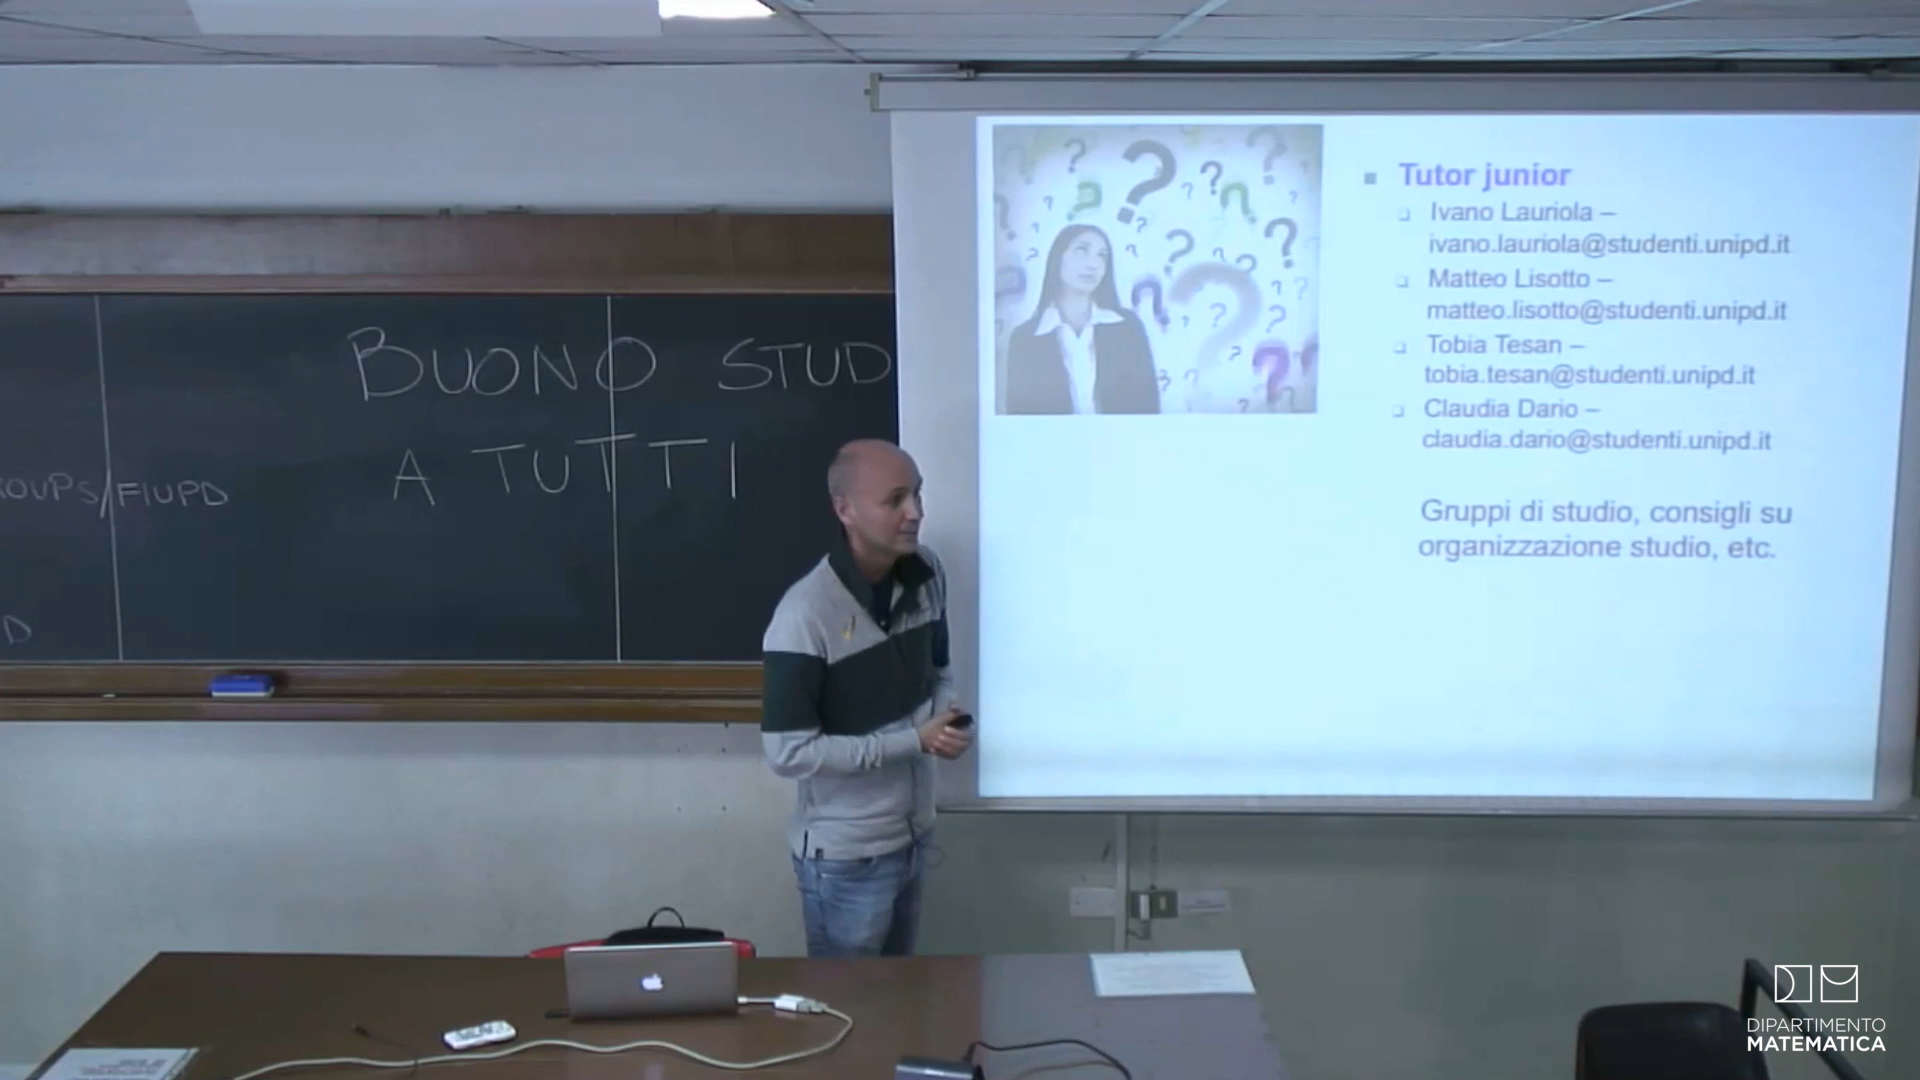 BUONO STUD
A TUTTI
OUPS/FIUPD
D
Tutor junior
Ivano Lauriola –
ivano.lauriola@studenti.unipd.it
Matteo Lisotto –
matteo.lisotto@studenti.unipd.it
Tobia Tesan –
tobia.tesan@studenti.unipd.it
Claudia Dario –
claudia.dario@studenti.unipd.it
Gruppi di studio, consigli su
organizzazione studio, etc.
DIPARTIMENTO
MATEMATICA